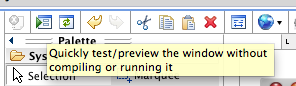 Palette
Sys
Quickly test/preview the window without
compiling or running it
Selection
Marquee
L